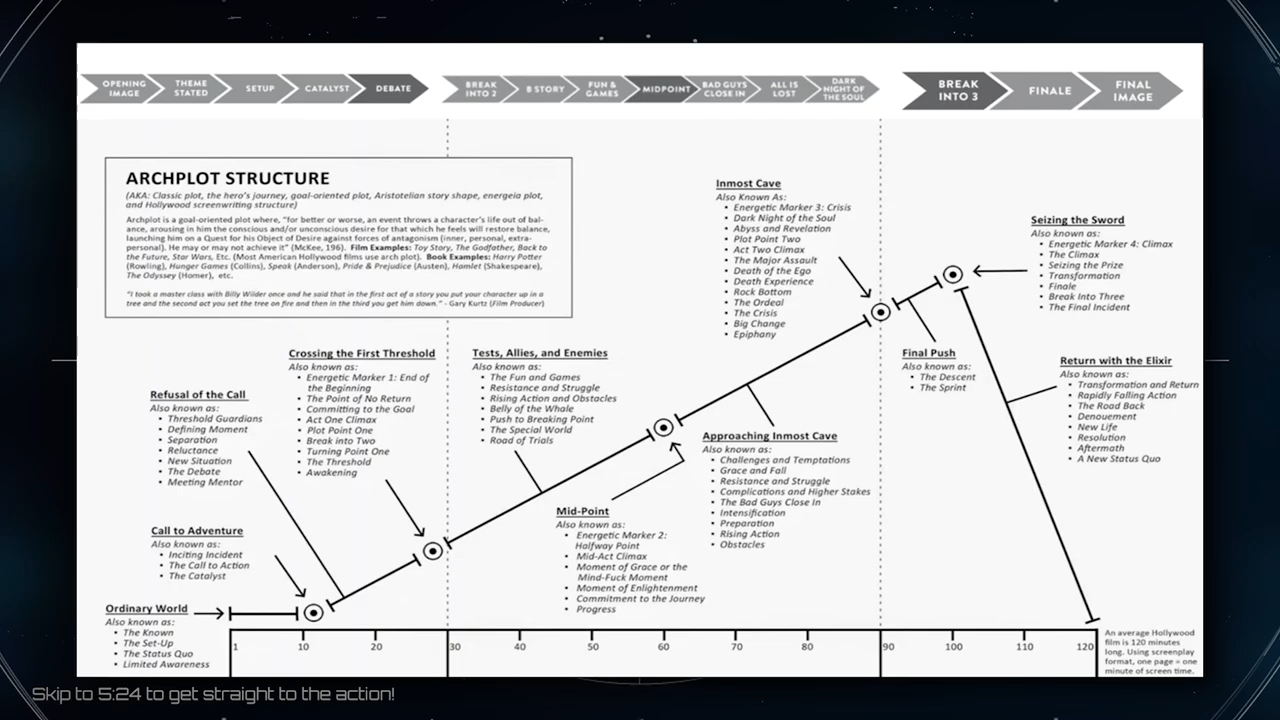 OPENING IMAGE
THEME STATED
SETUP
CATALYST
DEBATE
BREAK INTO 2
B STORY
FUN & GAMES
MIDPOINT
BAD GUYS CLOSE IN
ALL IS LOST
DARK NIGHT OF THE SOUL
BREAK INTO 3
FINALE
FINAL IMAGE
ARCHPLOT STRUCTURE
(AKA: Classic plot, the hero's journey, goal-oriented plot, Aristotelian story shape, energeia plot,
and Hollywood screenwriting structure)
Archplot is a goal-oriented plot where, "for better or worse, an event throws a character's life out of bal-
ance, arousing in him the conscious and/or unconscious desire for that which he feels will restore balance,
launching him on a Quest for his Object of Desire against forces of antagonism (inner, personal, extra-
personal). He may or may not achieve it" (McKee, 196). Film Examples: Toy Story, The Godfather, Back to
the Future, Star Wars, Etc. (Most American Hollywood films use arch plot). Book Examples: Harry Potter
(Rowling), Hunger Games (Collins), Speak (Anderson), Pride & Prejudice (Austen), Hamlet (Shakespeare),
The Odyssey (Homer), etc.
"I took a master class with Billy Wilder once and he said that in the first act of a story you put your character up in a
tree and the second act you set the tree on fire and then in the third you get him down." - Gary Kurtz (Film Producer)
Inmost Cave
Also Known As:
• Energetic Marker 3: Crisis
• Dark Night of the Soul
• Abyss and Revelation
• Plot Point Two
• Act Two Climax
• The Major Assault
• Death of the Ego
• Death Experience
• Rock Bottom
• The Ordeal
• The Crisis
• Big Change
• Epiphany
Seizing the Sword
Also known as:
• Energetic Marker 4: Climax
• The Climax
• Seizing the Prize
• Transformation
• Finale
• Break Into Three
• The Final Incident
Crossing the First Threshold
Also known as:
• Energetic Marker 1: End of
the Beginning
• The Point of No Return
• Committing to the Goal
• Act One Climax
• Plot Point One
• Break into Two
• Turning Point One
• The Threshold
• Awakening
Tests, Allies, and Enemies
Also known as:
• The Fun and Games
• Resistance and Struggle
• Rising Action and Obstacles
• Belly of the Whale
• Push to Breaking Point
• The Special World
• Road of Trials
Final Push
Also known as:
• The Descent
• The Sprint
Return with the Elixir
Also known as:
• Transformation and Return
• Rapidly Falling Action
• The Road Back
• Denouement
• New Life
• Resolution
• Aftermath
• A New Status Quo
Refusal of the Call
Also known as:
• Threshold Guardians
• Defining Moment
• Separation
• Reluctance
• New Situation
• The Debate
• Meeting Mentor
Approaching Inmost Cave
Also known as:
• Challenges and Temptations
• Grace and Fall
• Resistance and Struggle
• Complications and Higher Stakes
• The Bad Guys Close In
• Intensification
• Preparation
• Rising Action
• Obstacles
Mid-Point
Also known as:
• Energetic Marker 2:
Halfway Point
• Mid-Act Climax
• Moment of Grace or the
Mind-Fuck Moment
• Moment of Enlightenment
• Commitment to the Journey
• Progress
Call to Adventure
Also known as:
• Inciting Incident
• The Call to Action
• The Catalyst
Ordinary World
Also known as:
• The Known
• The Set-Up
• The Status Quo
• Limited Awareness
1 10 20 30 40 50 60 70 80 90 100 110 120
An average Hollywood
film is 120 minutes
long. Using screenplay
format, one page = one
minute of screen time.
Skip to 5:24 to get straight to the action!